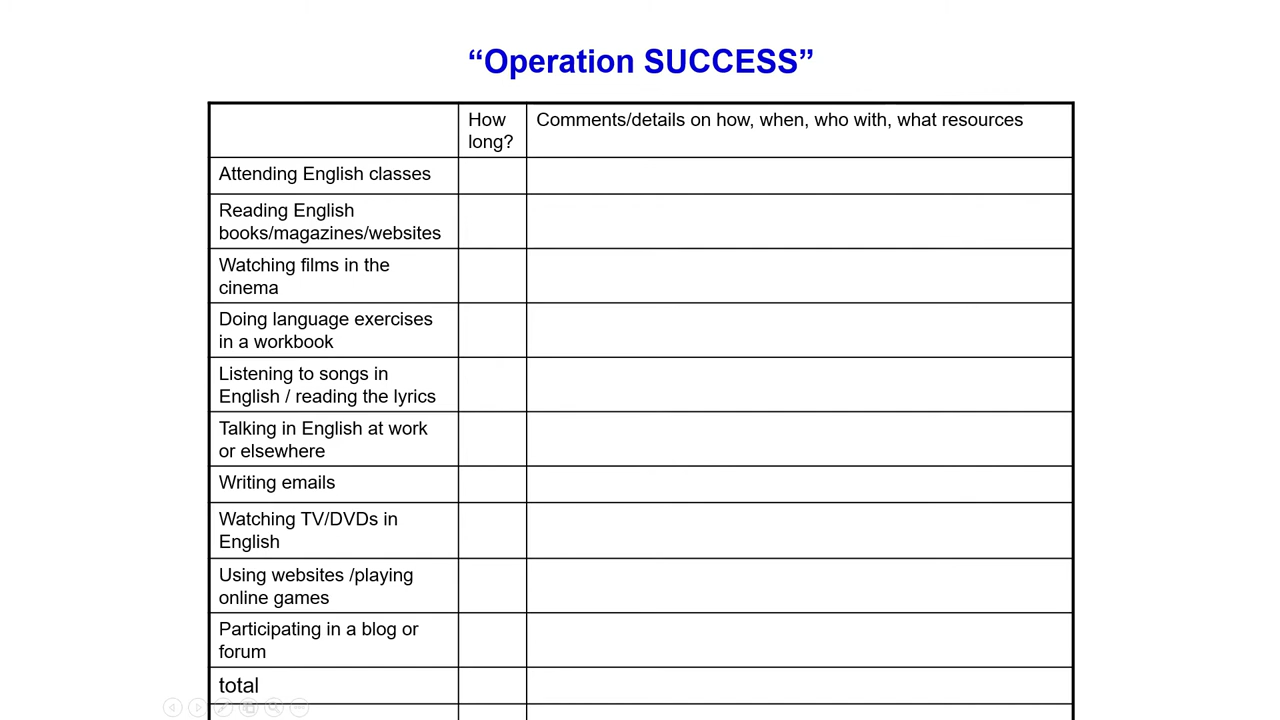 “Operation SUCCESS”
How
long?
Comments/details on how, when, who with, what resources
Attending English classes
Reading English
books/magazines/websites
Watching films in the
cinema
Doing language exercises
in a workbook
Listening to songs in
English / reading the lyrics
Talking in English at work
or elsewhere
Writing emails
Watching TV/DVDs in
English
Using websites /playing
online games
Participating in a blog or
forum
total